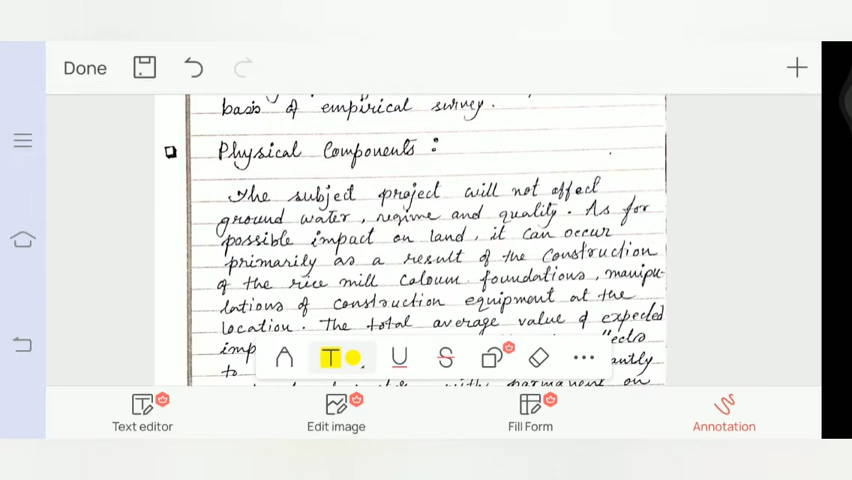 Done
basis of empirical survey.
Physical Components :
The subject project will not affect
ground water, regime and quality. As for
possible impact on land, it can occur
primarily as a result of the construction
of the rice mill Coloum foundations, manipu-
lations of construction equipment at the
location. The total average value of expected
imp
to
T U S
Text editor
Edit image
Fill Form
Annotation